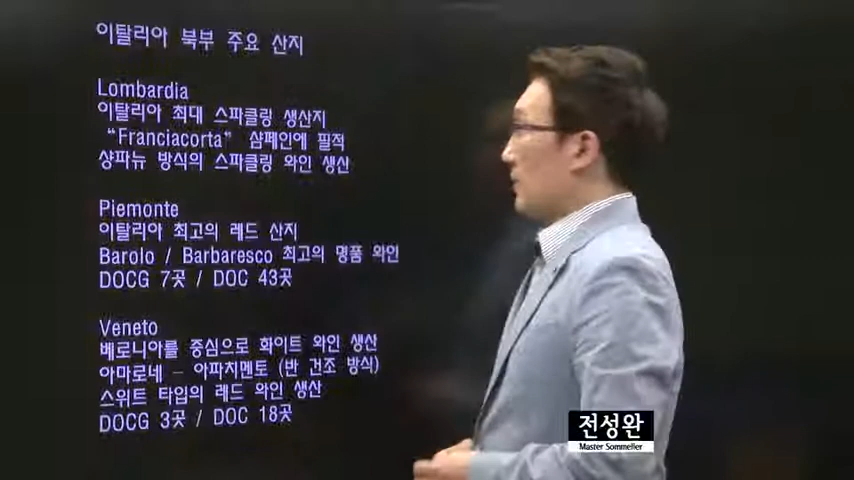 이탈리아 북부 주요 산지
Lombardia
이탈리아 최대 스파클링 생산지
“Franciacorta” 샴페인에 필적
샹파뉴 방식의 스파클링 와인 생산
Piemonte
이탈리아 최고의 레드 산지
Barolo / Barbaresco 최고의 명품 와인
DOCG 7곳 / DOC 43곳
Veneto
베로니아를 중심으로 화이트 와인 생산
아마로네 – 아파치멘토 (반 건조 방식)
스위트 타입의 레드 와인 생산
DOCG 3곳 / DOC 18곳
전성완
Master Sommelier